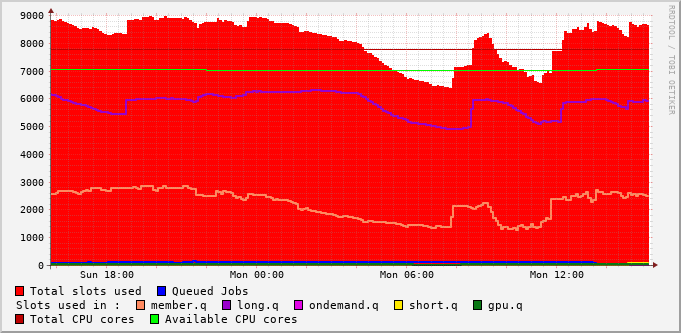 RRDTOOL / TOBI OETIKER
9000
8000
7000
6000
5000
4000
3000
2000
1000
0
Sun 18:00 Mon 00:00 Mon 06:00 Mon 12:00
Total slots used Queued Jobs
Slots used in : member.q long.q ondemand.q short.q gpu.q
Total CPU cores Available CPU cores